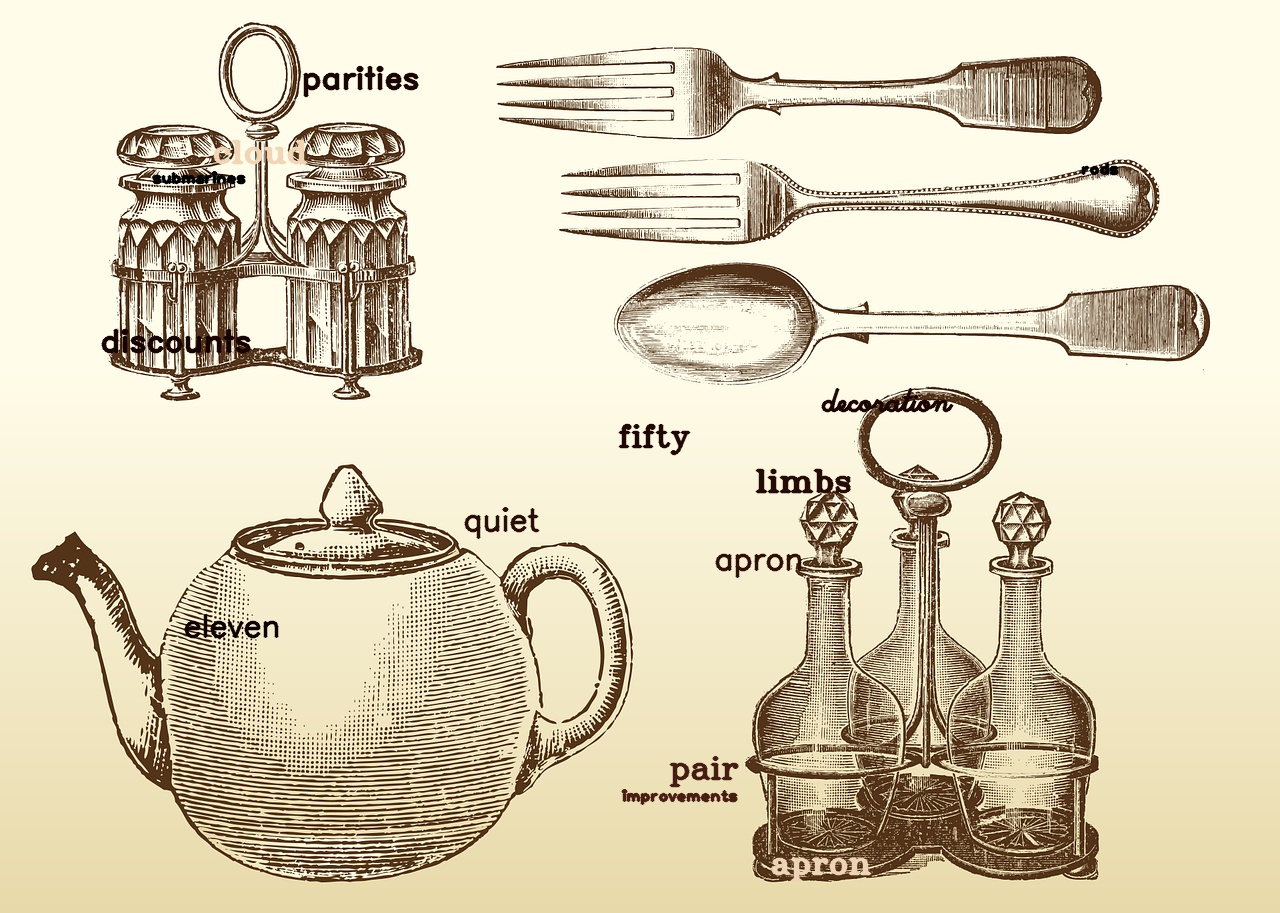 parities
cloud
submarines
rods
discounts
decoration
fifty
limbs
quiet
apron
eleven
pair
improvements
apron